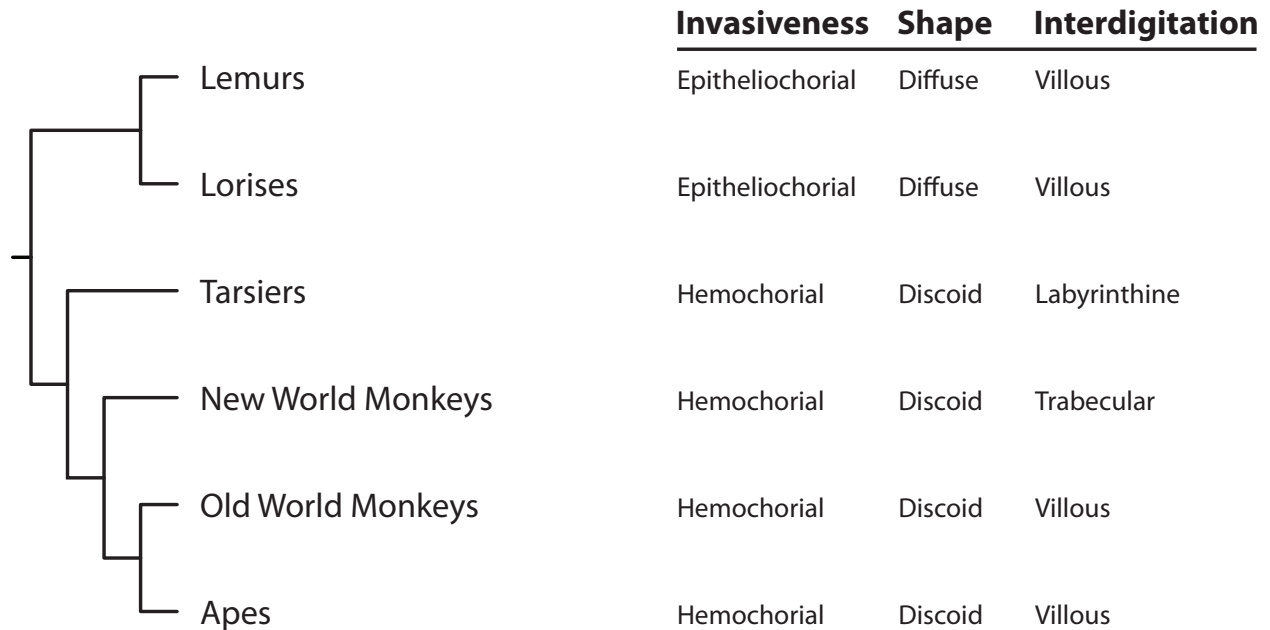 Invasiveness Shape Interdigitation
Lemurs Epitheliochorial Diffuse Villous
Lorises Epitheliochorial Diffuse Villous
Tarsiers Hemochorial Discoid Labyrinthine
New World Monkeys Hemochorial Discoid Trabecular
Old World Monkeys Hemochorial Discoid Villous
Apes Hemochorial Discoid Villous